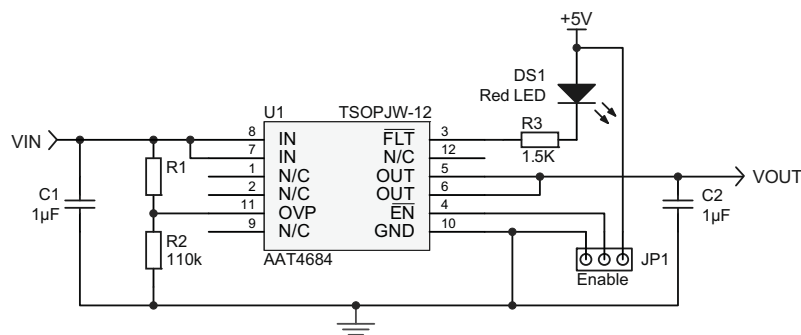 +5V
DS1
Red LED
U1 TSOPJW-12
R3
1.5K
VIN
8 IN FLT 3
7 IN N/C 12
1 N/C OUT 5
2 N/C OUT 6
11 OVP EN 4
9 N/C GND 10
R1
C1
1µF
R2
110k
VOUT
C2
1µF
AAT4684
JP1
Enable